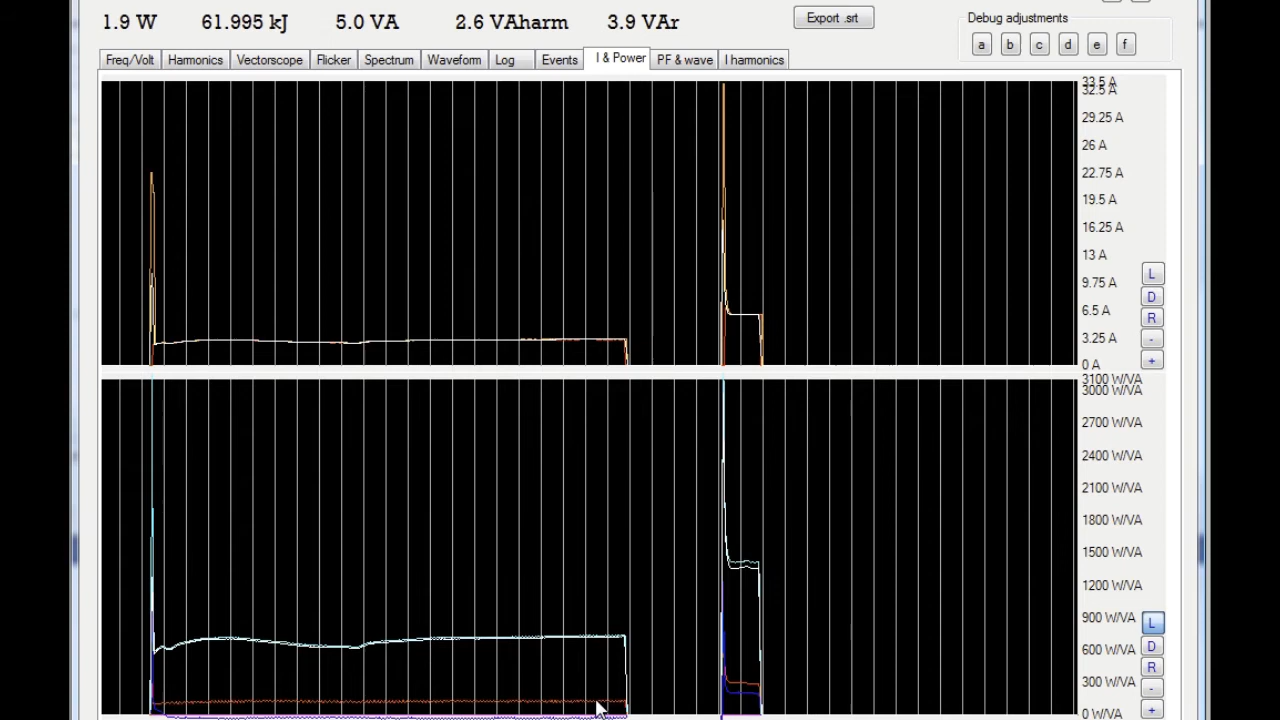 1.9 W 61.995 kJ 5.0 VA 2.6 VAharm 3.9 VAr
Export .srt
Debug adjustments
a b c d e f
Freq/Volt Harmonics Vectorscope Flicker Spectrum Waveform Log Events I & Power PF & wave I harmonics
33.5 A
32.5 A
29.25 A
26 A
22.75 A
19.5 A
16.25 A
13 A
9.75 A
6.5 A
3.25 A
0 A
L
D
R
-
+
3100 W/VA
3000 W/VA
2700 W/VA
2400 W/VA
2100 W/VA
1800 W/VA
1500 W/VA
1200 W/VA
900 W/VA
600 W/VA
300 W/VA
0 W/VA
L
D
R
-
+